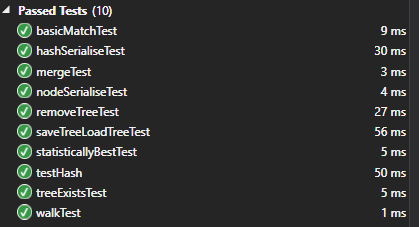 Passed Tests (10)
basicMatchTest 9 ms
hashSerialiseTest 30 ms
mergeTest 3 ms
nodeSerialiseTest 4 ms
removeTreeTest 27 ms
saveTreeLoadTreeTest 56 ms
statisticallyBestTest 5 ms
testHash 50 ms
treeExistsTest 5 ms
walkTest 1 ms